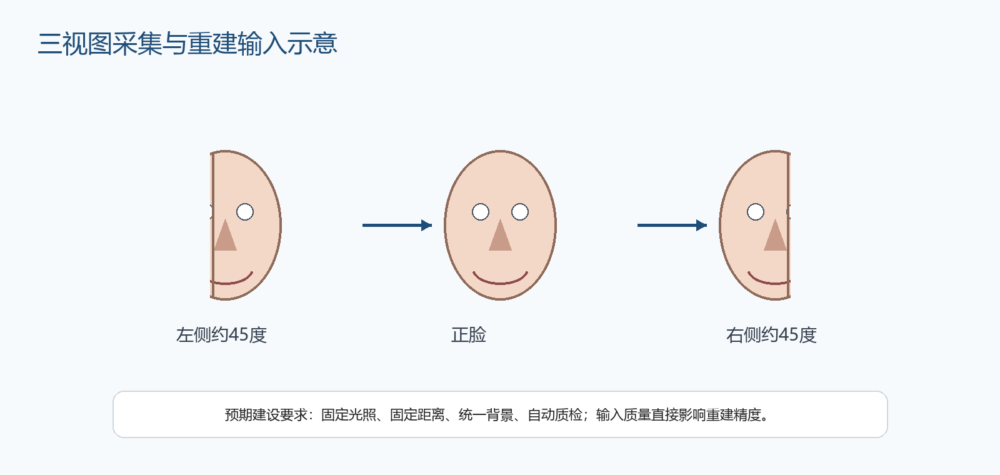 三视图采集与重建输入示意
左侧约45度
正脸
右侧约45度
预期建设要求：固定光照、固定距离、统一背景、自动质检；输入质量直接影响重建精度。